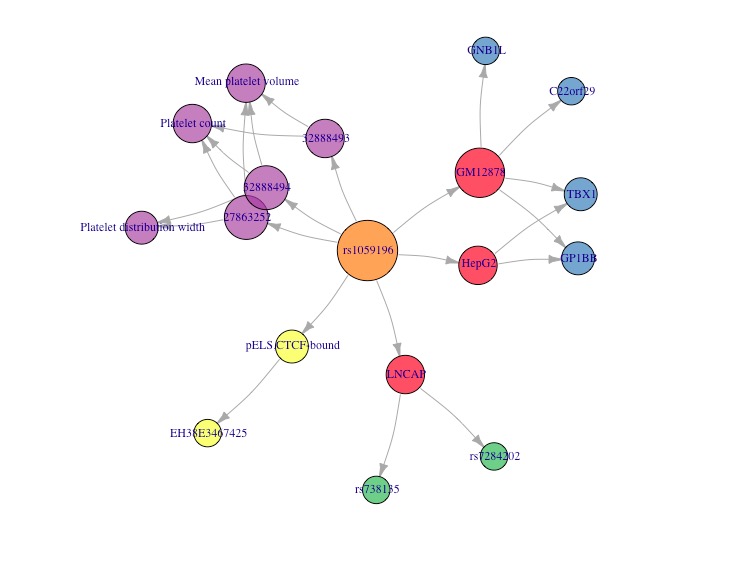 GNB1L
Mean platelet volume
C22orf29
Platelet count
32888493
GM12878
32888494
TBX1
27863252
Platelet distribution width
rs1059196
GP1BB
HepG2
pELS,CTCF-bound
LNCAP
EH38E3467425
rs7284202
rs738135